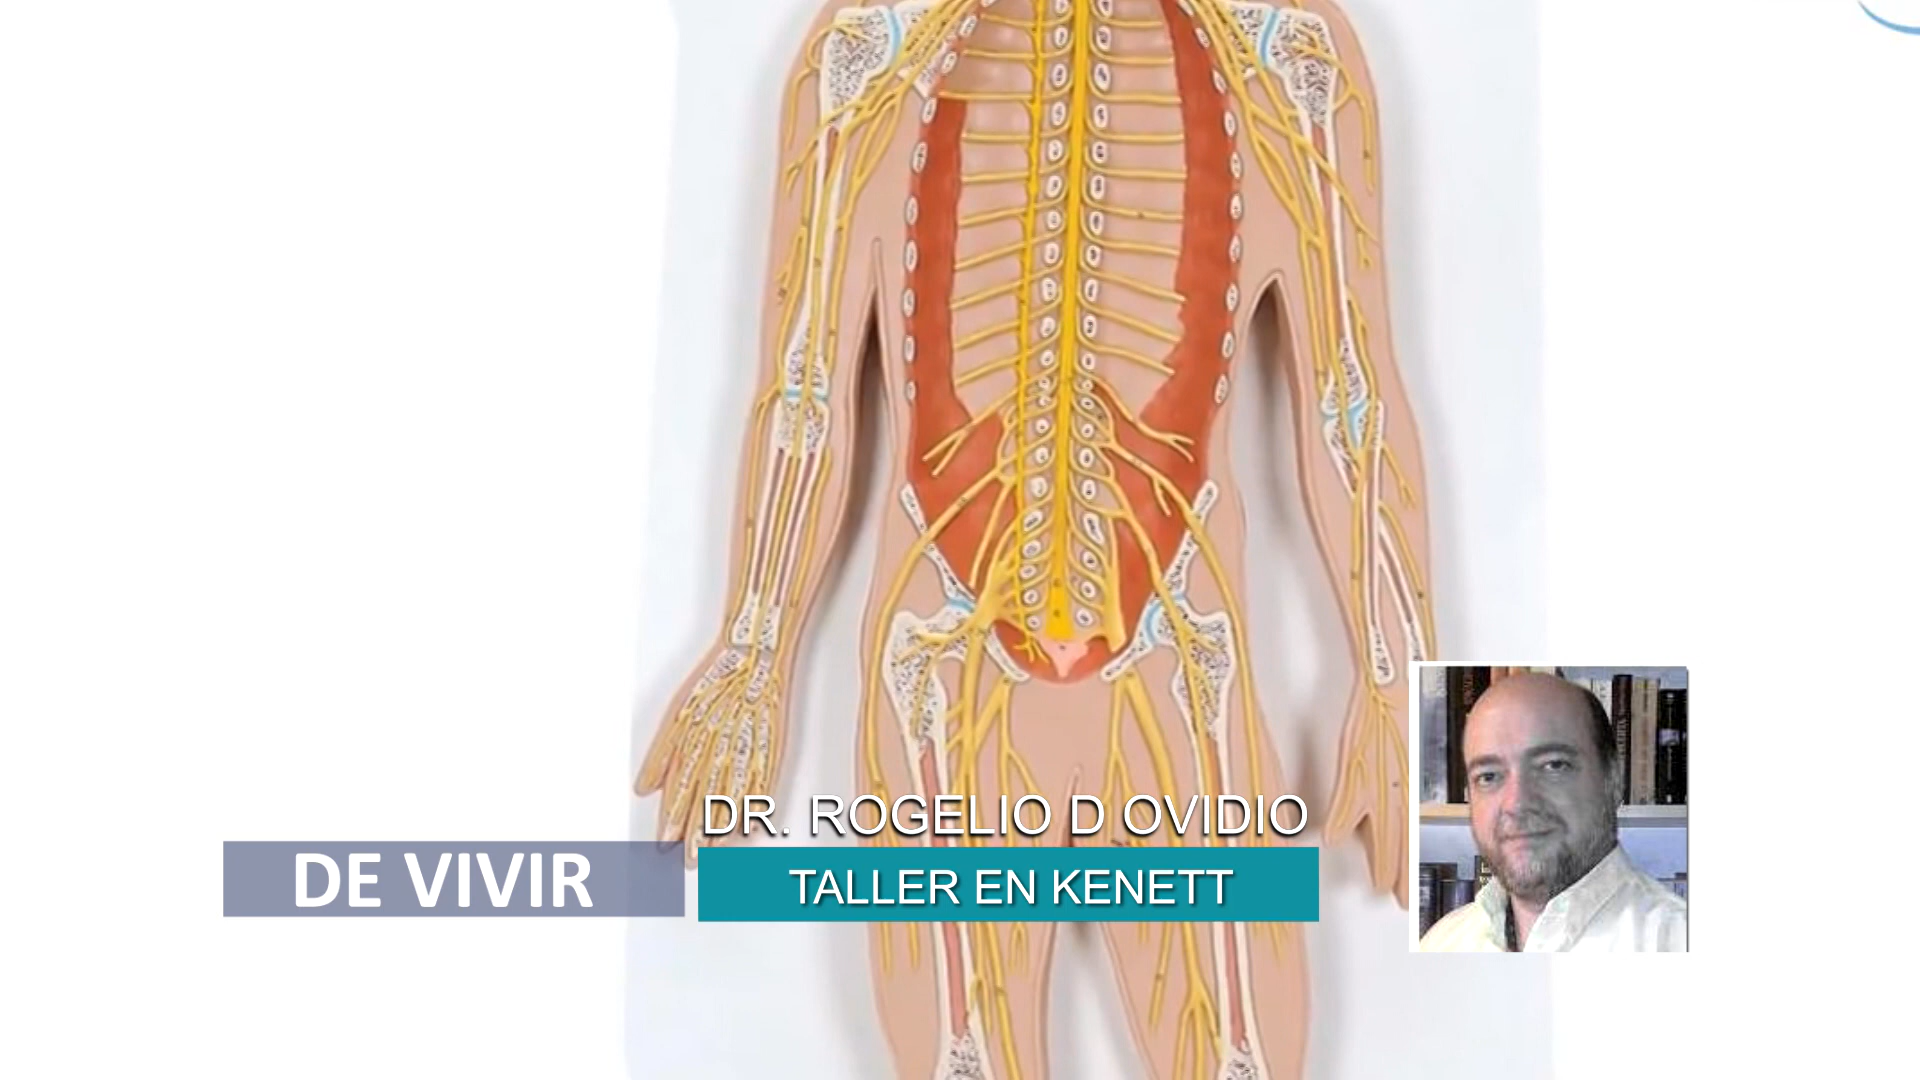 DR. ROGELIO D OVIDIO
DE VIVIR
TALLER EN KENETT